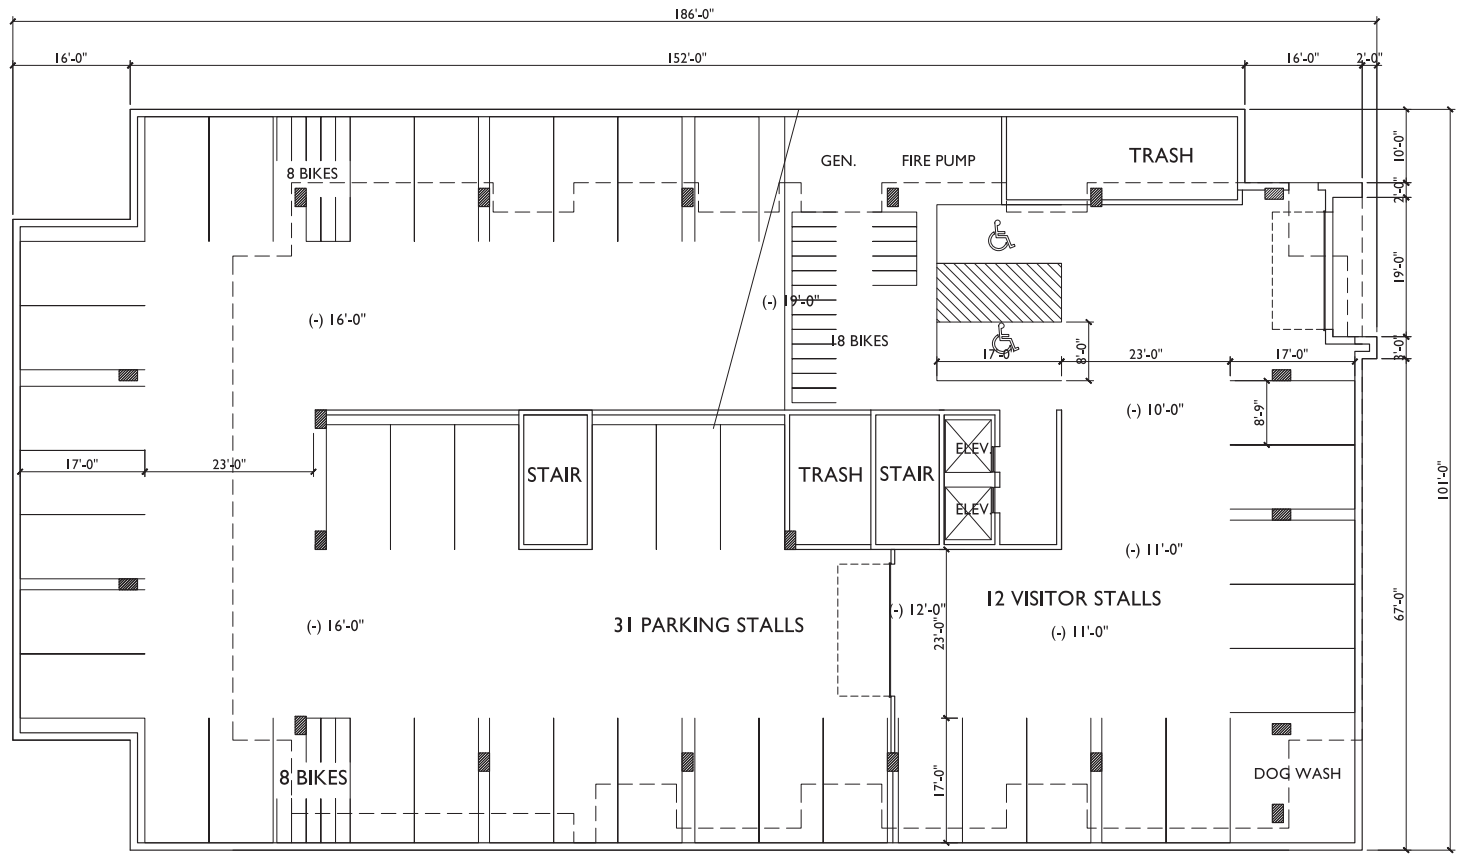 186'-0"
16'-0"
152'-0"
16'-0"
2'-0"
10'-0"
2'-0"
GEN.
FIRE PUMP
TRASH
8 BIKES
19'-0"
(-) 19'-0"
(-) 16'-0"
18 BIKES
3'-0"
17'-0"
8'-0"
23'-0"
17'-0"
(-) 10'-0"
8'-9"
17'-0"
23'-0"
STAIR
TRASH
STAIR
ELEV.
ELEV.
101'-0"
(-) 11'-0"
12 VISITOR STALLS
(-) 12'-0"
31 PARKING STALLS
(-) 16'-0"
(-) 11'-0"
23'-0"
67'-0"
8 BIKES
17'-0"
DOG WASH